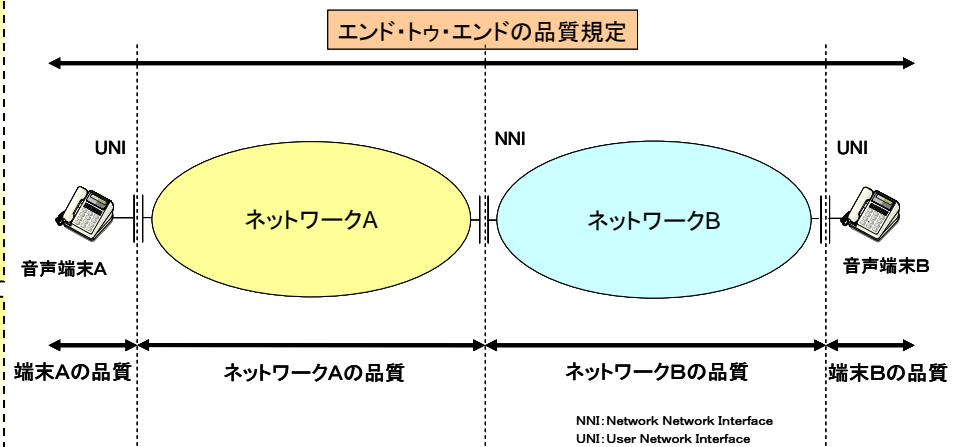 エンド・トゥ・エンドの品質規定
UNI
NNI
UNI
ネットワークA
ネットワークB
音声端末A
音声端末B
端末Aの品質
ネットワークAの品質
ネットワークBの品質
端末Bの品質
NNI:Network Network Interface
UNI:User Network Interface